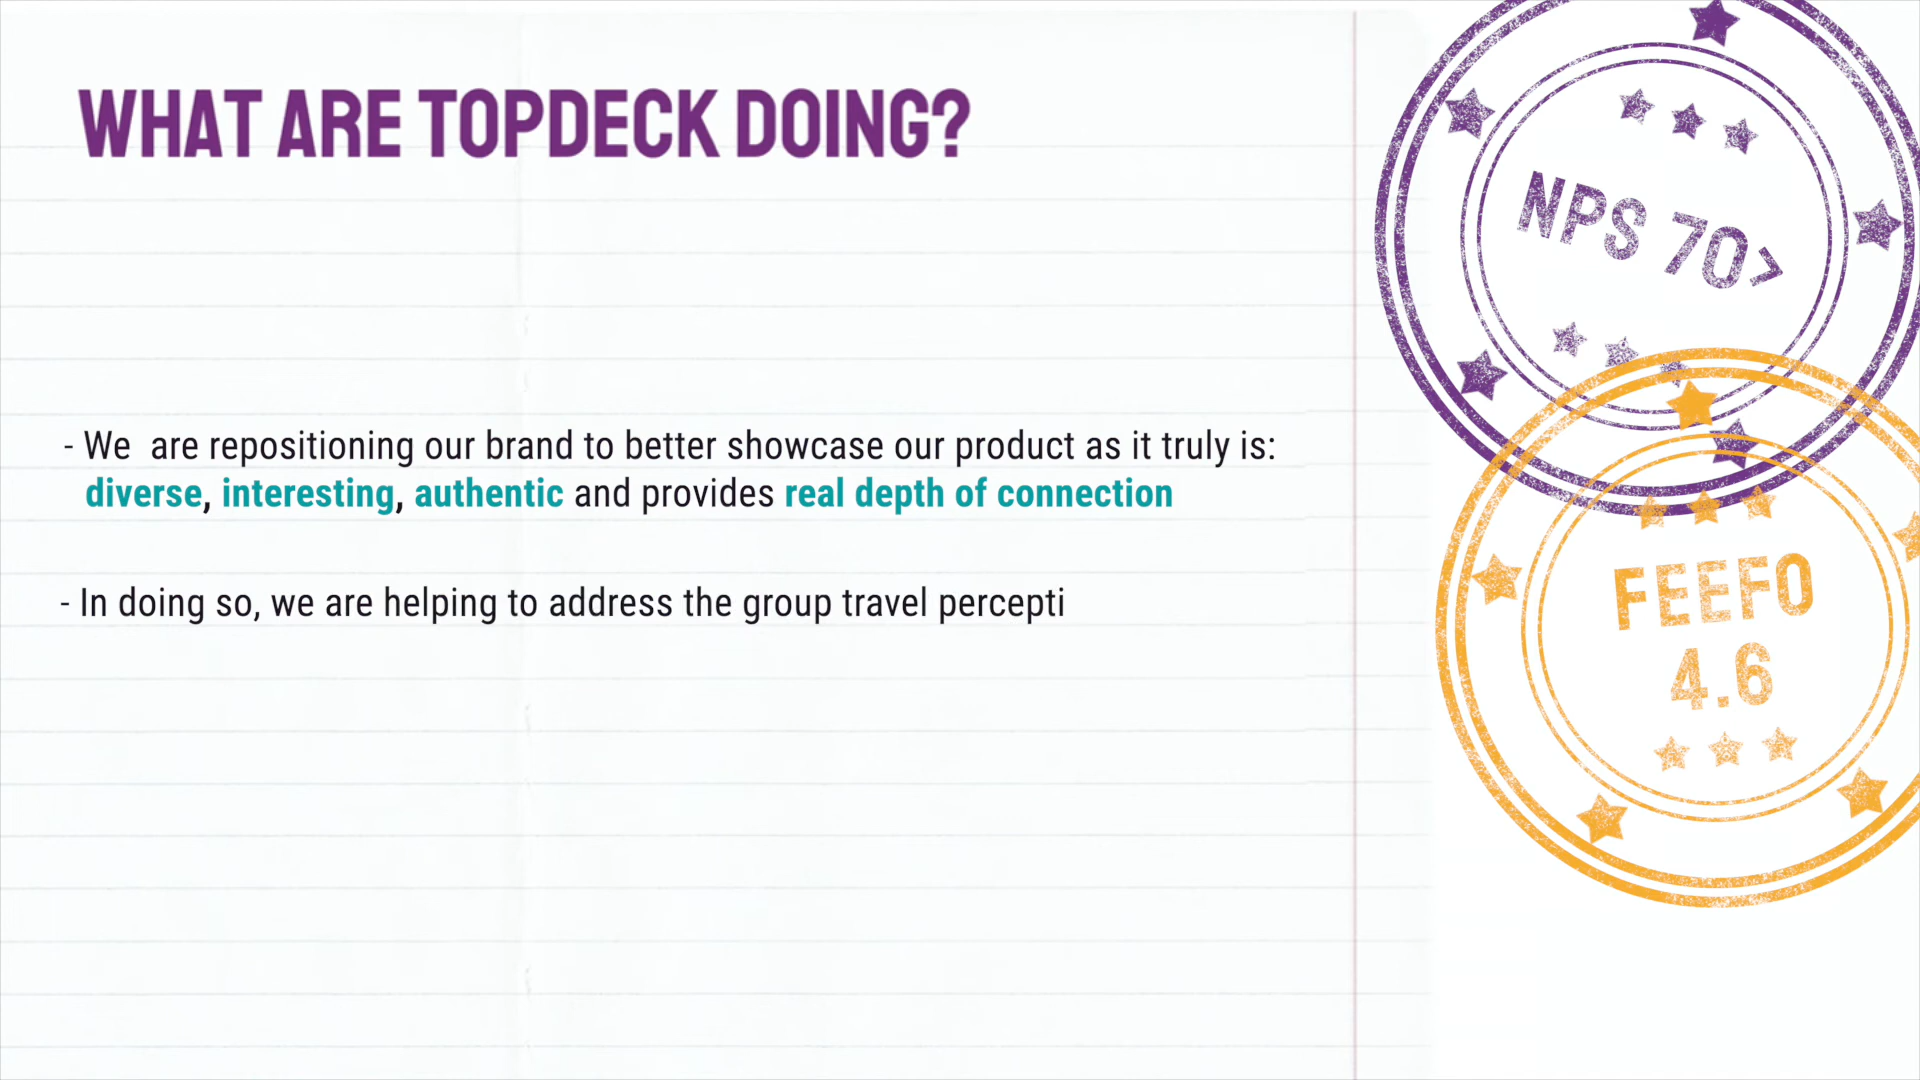 WHAT ARE TOPDECK DOING?
- We  are repositioning our brand to better showcase our product as it truly is:
diverse, interesting, authentic and provides real depth of connection
- In doing so, we are helping to address the group travel percepti
NPS 70>
FEEFO
4.6